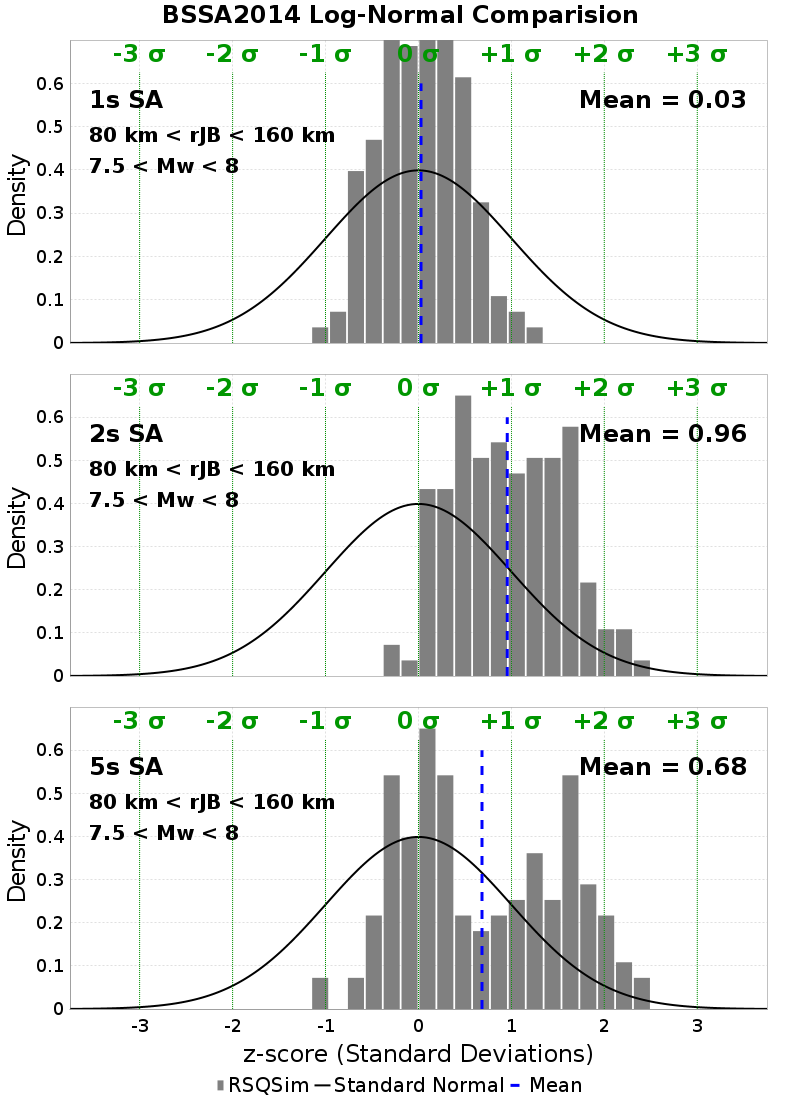 BSSA2014 Log-Normal Comparision
-3 σ -2 σ -1 σ 0 σ +1 σ +2 σ +3 σ
0.6
1s SA Mean = 0.03
0.5
80 km < rJB < 160 km
7.5 < Mw < 8
0.4
Density
0.3
0.2
0.1
0
-3 σ -2 σ -1 σ 0 σ +1 σ +2 σ +3 σ
0.6
2s SA Mean = 0.96
0.5
80 km < rJB < 160 km
7.5 < Mw < 8
0.4
Density
0.3
0.2
0.1
0
-3 σ -2 σ -1 σ 0 σ +1 σ +2 σ +3 σ
0.6
5s SA Mean = 0.68
0.5
80 km < rJB < 160 km
7.5 < Mw < 8
0.4
Density
0.3
0.2
0.1
0
-3 -2 -1 0 1 2 3
z-score (Standard Deviations)
RSQSim Standard Normal Mean